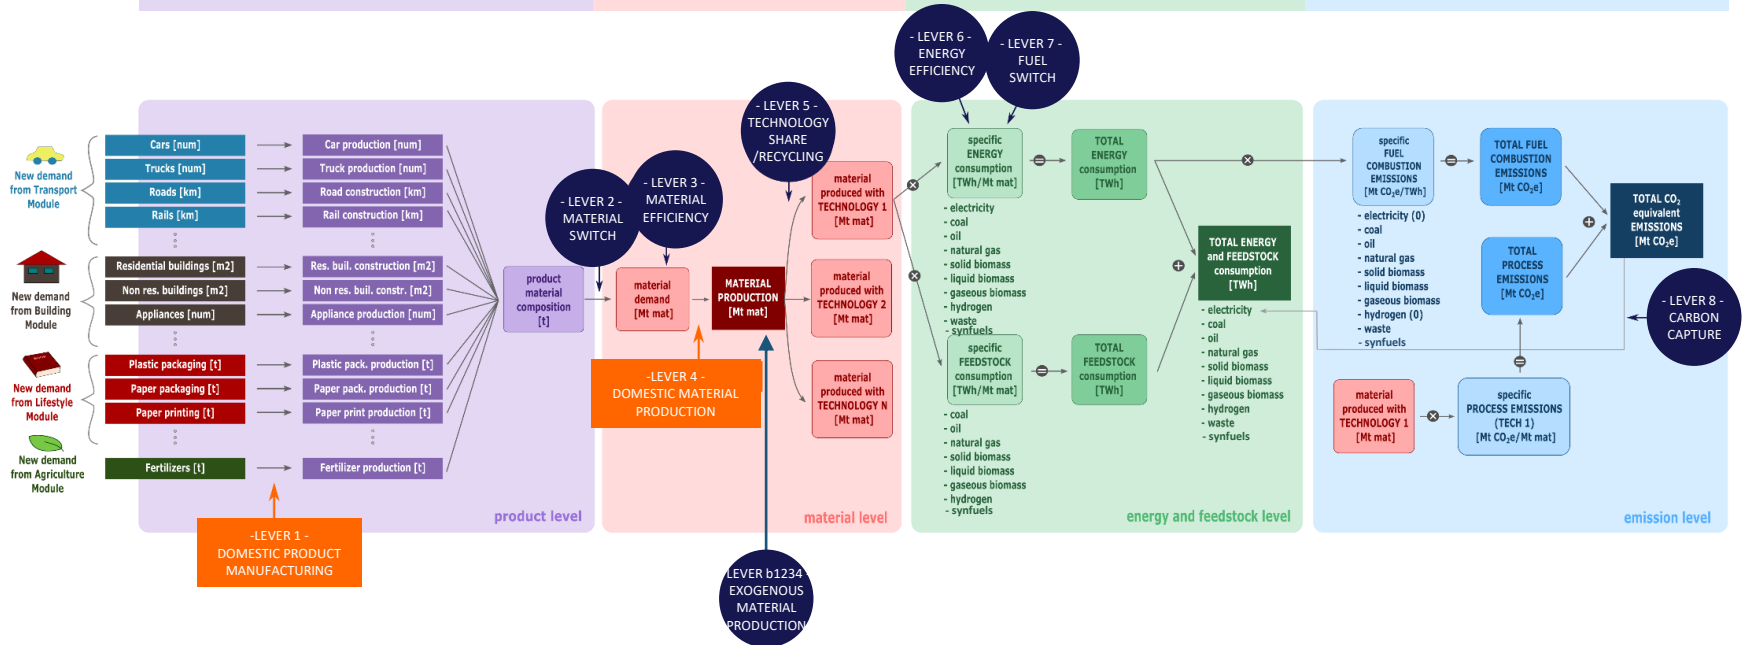 - LEVER 6 -
ENERGY
EFFICIENCY
- LEVER 7 -
FUEL
SWITCH
New demand
from Transport
Module
Cars [num]
Trucks [num]
Roads [km]
Rails [km]
Car production [num]
Truck production [num]
Road construction [km]
Rail construction [km]
New demand
from Building
Module
Residential buildings [m2]
Non res. buildings [m2]
Appliances [num]
Res. buil. construction [m2]
Non res. buil. constr. [m2]
Appliance production [num]
New demand
from Lifestyle
Module
Plastic packaging [t]
Paper packaging [t]
Paper printing [t]
Plastic pack. production [t]
Paper pack. production [t]
Paper print production [t]
New demand
from Agriculture
Module
Fertilizers [t]
Fertilizer production [t]
product
material
composition
[t]
product level
-LEVER 1 -
DOMESTIC PRODUCT
MANUFACTURING
- LEVER 2 -
MATERIAL
SWITCH
- LEVER 3 -
MATERIAL
EFFICIENCY
material
demand
[Mt mat]
MATERIAL
PRODUCTION
[Mt mat]
-LEVER 4 -
DOMESTIC MATERIAL
PRODUCTION
LEVER b1234 -
EXOGENOUS
MATERIAL
PRODUCTION
- LEVER 5 -
TECHNOLOGY
SHARE
/RECYCLING
material
produced with
TECHNOLOGY 1
[Mt mat]
material
produced with
TECHNOLOGY 2
[Mt mat]
material
produced with
TECHNOLOGY N
[Mt mat]
material level
specific
ENERGY
consumption
[TWh/Mt mat]
- electricity
- coal
- oil
- natural gas
- solid biomass
- liquid biomass
- gaseous biomass
- hydrogen
- waste
- synfuels
TOTAL
ENERGY
consumption
[TWh]
specific
FEEDSTOCK
consumption
[TWh/Mt mat]
- coal
- oil
- natural gas
- solid biomass
- liquid biomass
- gaseous biomass
- hydrogen
- synfuels
TOTAL
FEEDSTOCK
consumption
[TWh]
TOTAL ENERGY
and FEEDSTOCK
consumption
[TWh]
- electricity
- coal
- oil
- natural gas
- solid biomass
- liquid biomass
- gaseous biomass
- hydrogen
- waste
- synfuels
energy and feedstock level
specific
FUEL
COMBUSTION
EMISSIONS
[Mt CO₂e/TWh]
- electricity (0)
- coal
- oil
- natural gas
- solid biomass
- liquid biomass
- gaseous biomass
- hydrogen (0)
- waste
- synfuels
TOTAL FUEL
COMBUSTION
EMISSIONS
[Mt CO₂e]
TOTAL
PROCESS
EMISSIONS
[Mt CO₂e]
TOTAL CO₂
equivalent
EMISSIONS
[Mt CO₂e]
- LEVER 8 -
CARBON
CAPTURE
material
produced with
TECHNOLOGY 1
[Mt mat]
specific
PROCESS EMISSIONS
(TECH 1)
[Mt CO₂e/Mt mat]
emission level